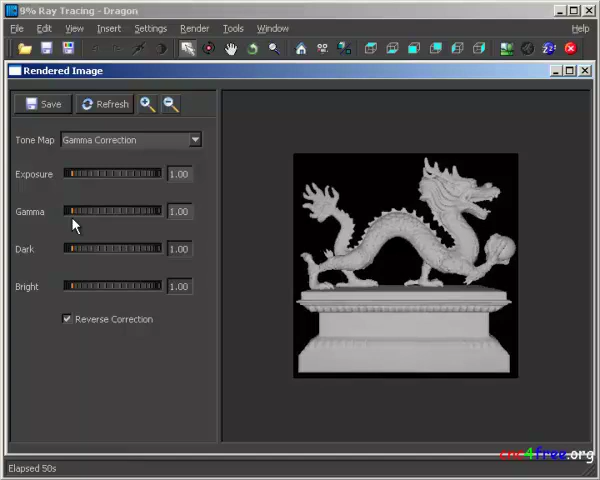 9% Ray Tracing - Dragon
File Edit View Insert Settings Render Tools Window Help
Rendered Image
Save Refresh
Tone Map Gamma Correction
Exposure 1.00
Gamma 1.00
Dark 1.00
Bright 1.00
Reverse Correction
cnc4free.org
Elapsed 50s